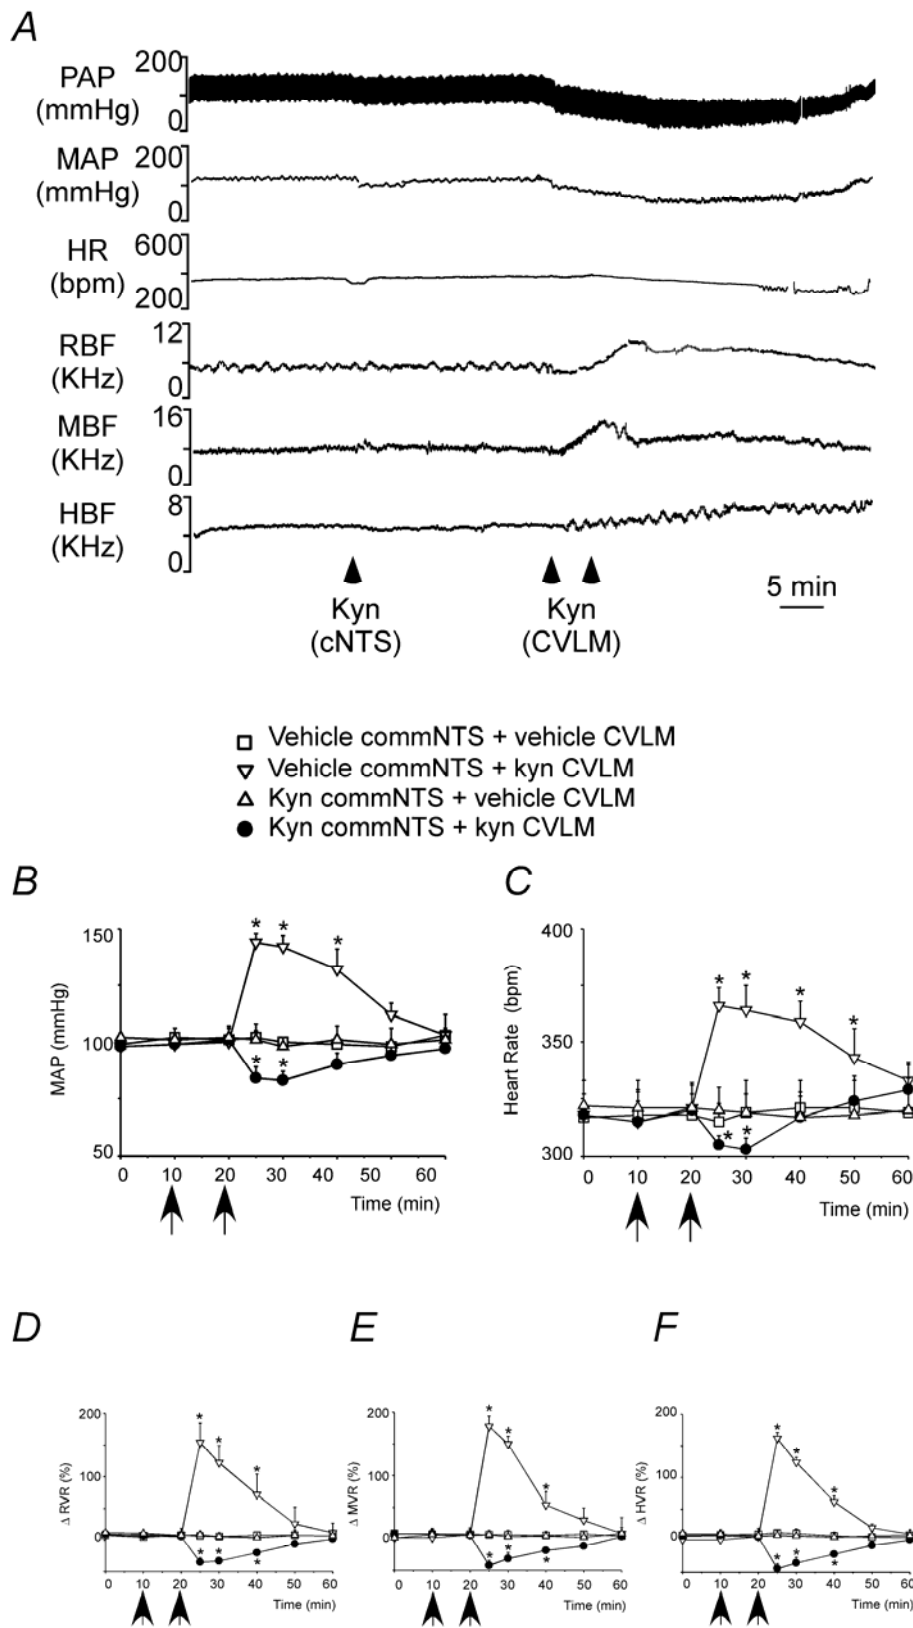 A
PAP
(mmHg)
200
0
MAP
(mmHg)
200
0
HR
(bpm)
600
200
RBF
(KHz)
12
0
MBF
(KHz)
16
0
HBF
(KHz)
8
0
Kyn
(cNTS)
Kyn
(CVLM)
5 min
Vehicle commNTS + vehicle CVLM
Vehicle commNTS + kyn CVLM
Kyn commNTS + vehicle CVLM
Kyn commNTS + kyn CVLM
B
MAP (mmHg)
150
100
50
* * *
* *
0 10 20 30 40 50 60
Time (min)
C
Heart Rate (bpm)
400
350
300
* * * *
* *
0 10 20 30 40 50 60
Time (min)
D
Δ RVR (%)
200
100
0
* * *
* * *
0 10 20 30 40 50 60
Time (min)
E
Δ MVR (%)
200
100
0
* * *
* * *
0 10 20 30 40 50 60
Time (min)
F
Δ HVR (%)
200
100
0
* * *
* * *
0 10 20 30 40 50 60
Time (min)